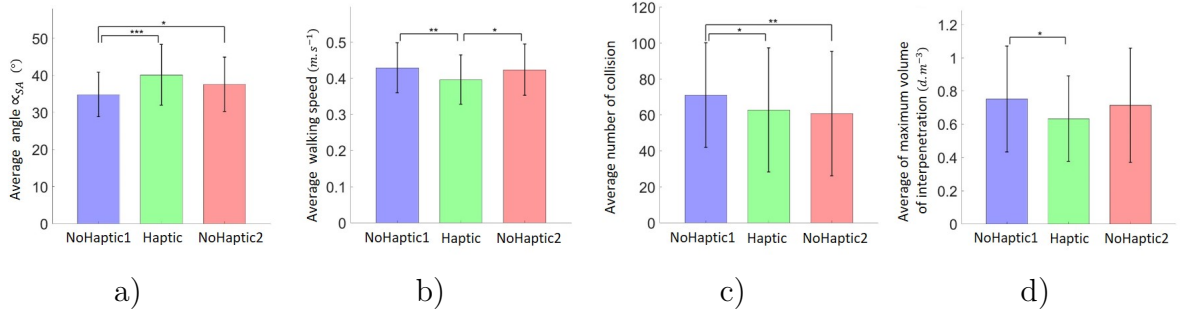 Average angle ∝SA (°)
50
40
30
20
10
0
***
*
NoHaptic1 Haptic NoHaptic2
a)
Average walking speed (m.s⁻¹)
0.5
0.4
0.3
0.2
0.1
0
**
*
NoHaptic1 Haptic NoHaptic2
b)
Average number of collision
120
100
80
60
40
20
0
**
*
NoHaptic1 Haptic NoHaptic2
c)
Average of maximum volume
of interpenetration (d.m⁻³)
1.2
1
0.8
0.6
0.4
0.2
0
*
NoHaptic1 Haptic NoHaptic2
d)